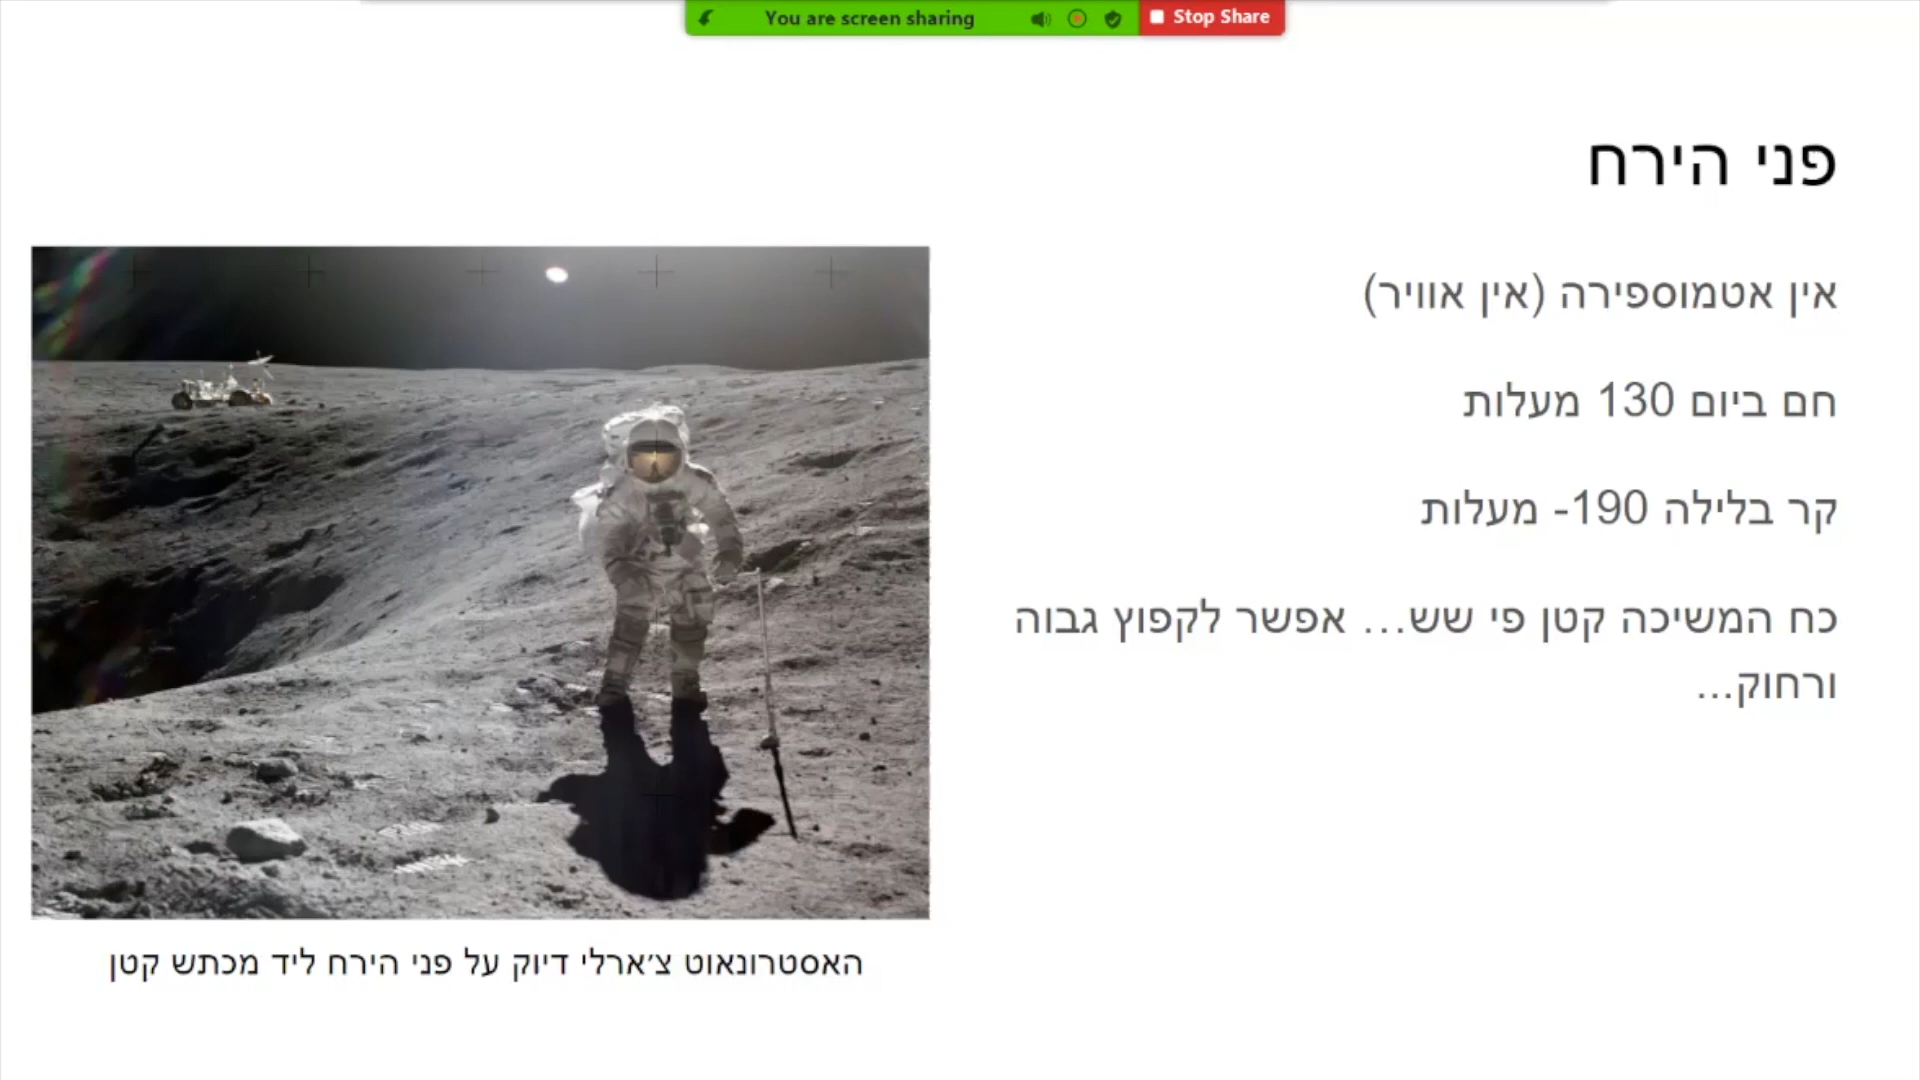 You are screen sharing
Stop Share
פני הירח
אין אטמוספירה (אין אוויר)
חם ביום 130 מעלות
קר בלילה 190- מעלות
כח המשיכה קטן פי שש... אפשר לקפוץ גבוה
ורחוק...
האסטרונאוט צ׳ארלי דיוק על פני הירח ליד מכתש קטן